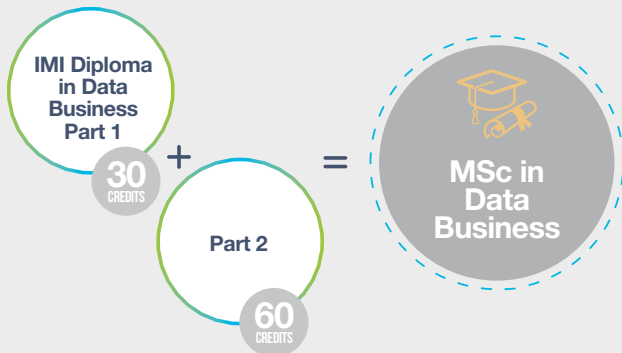 IMI Diploma
in Data
Business
Part 1
30
CREDITS
+
Part 2
60
CREDITS
=
MSc in
Data
Business